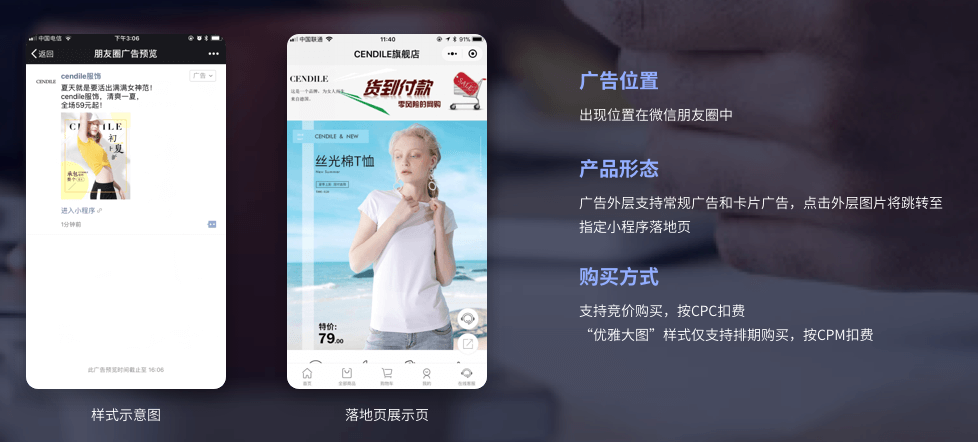 中国电信
下午3:06
返回
朋友圈广告预览
CENDILE
cendile服饰
广告
夏天就是要活出满满女神范!
cendile服饰，清爽一夏，
全场59元起!
初
夏
进入小程序
1分钟前
此广告预览时间截止至 16:06
样式示意图
中国联通
11:40
91%
CENDILE旗舰店
CENDILE
货到付款
零风险的网购
SALE
CENDILE & NEW
丝光棉T恤
特价:
79.00
首页
全部商品
购物车
我的
在线客服
落地页展示页
广告位置
出现位置在微信朋友圈中
产品形态
广告外层支持常规广告和卡片广告，点击外层图片将跳转至
指定小程序落地页
购买方式
支持竞价购买，按CPC扣费
“优雅大图”样式仅支持排期购买，按CPM扣费